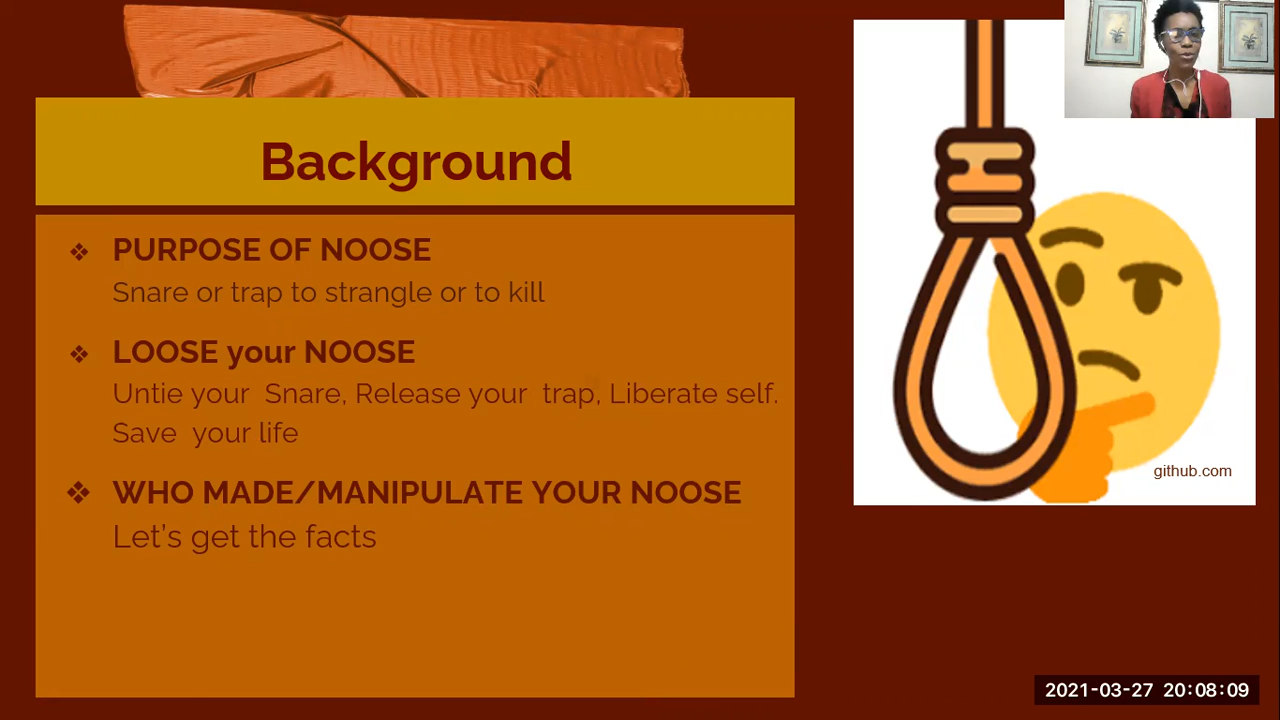 Background
❖ PURPOSE OF NOOSE
Snare or trap to strangle or to kill
❖ LOOSE your NOOSE
Untie your Snare, Release your trap, Liberate self.
Save your life
❖ WHO MADE/MANIPULATE YOUR NOOSE
Let's get the facts
github.com
2021-03-27 20:08:09